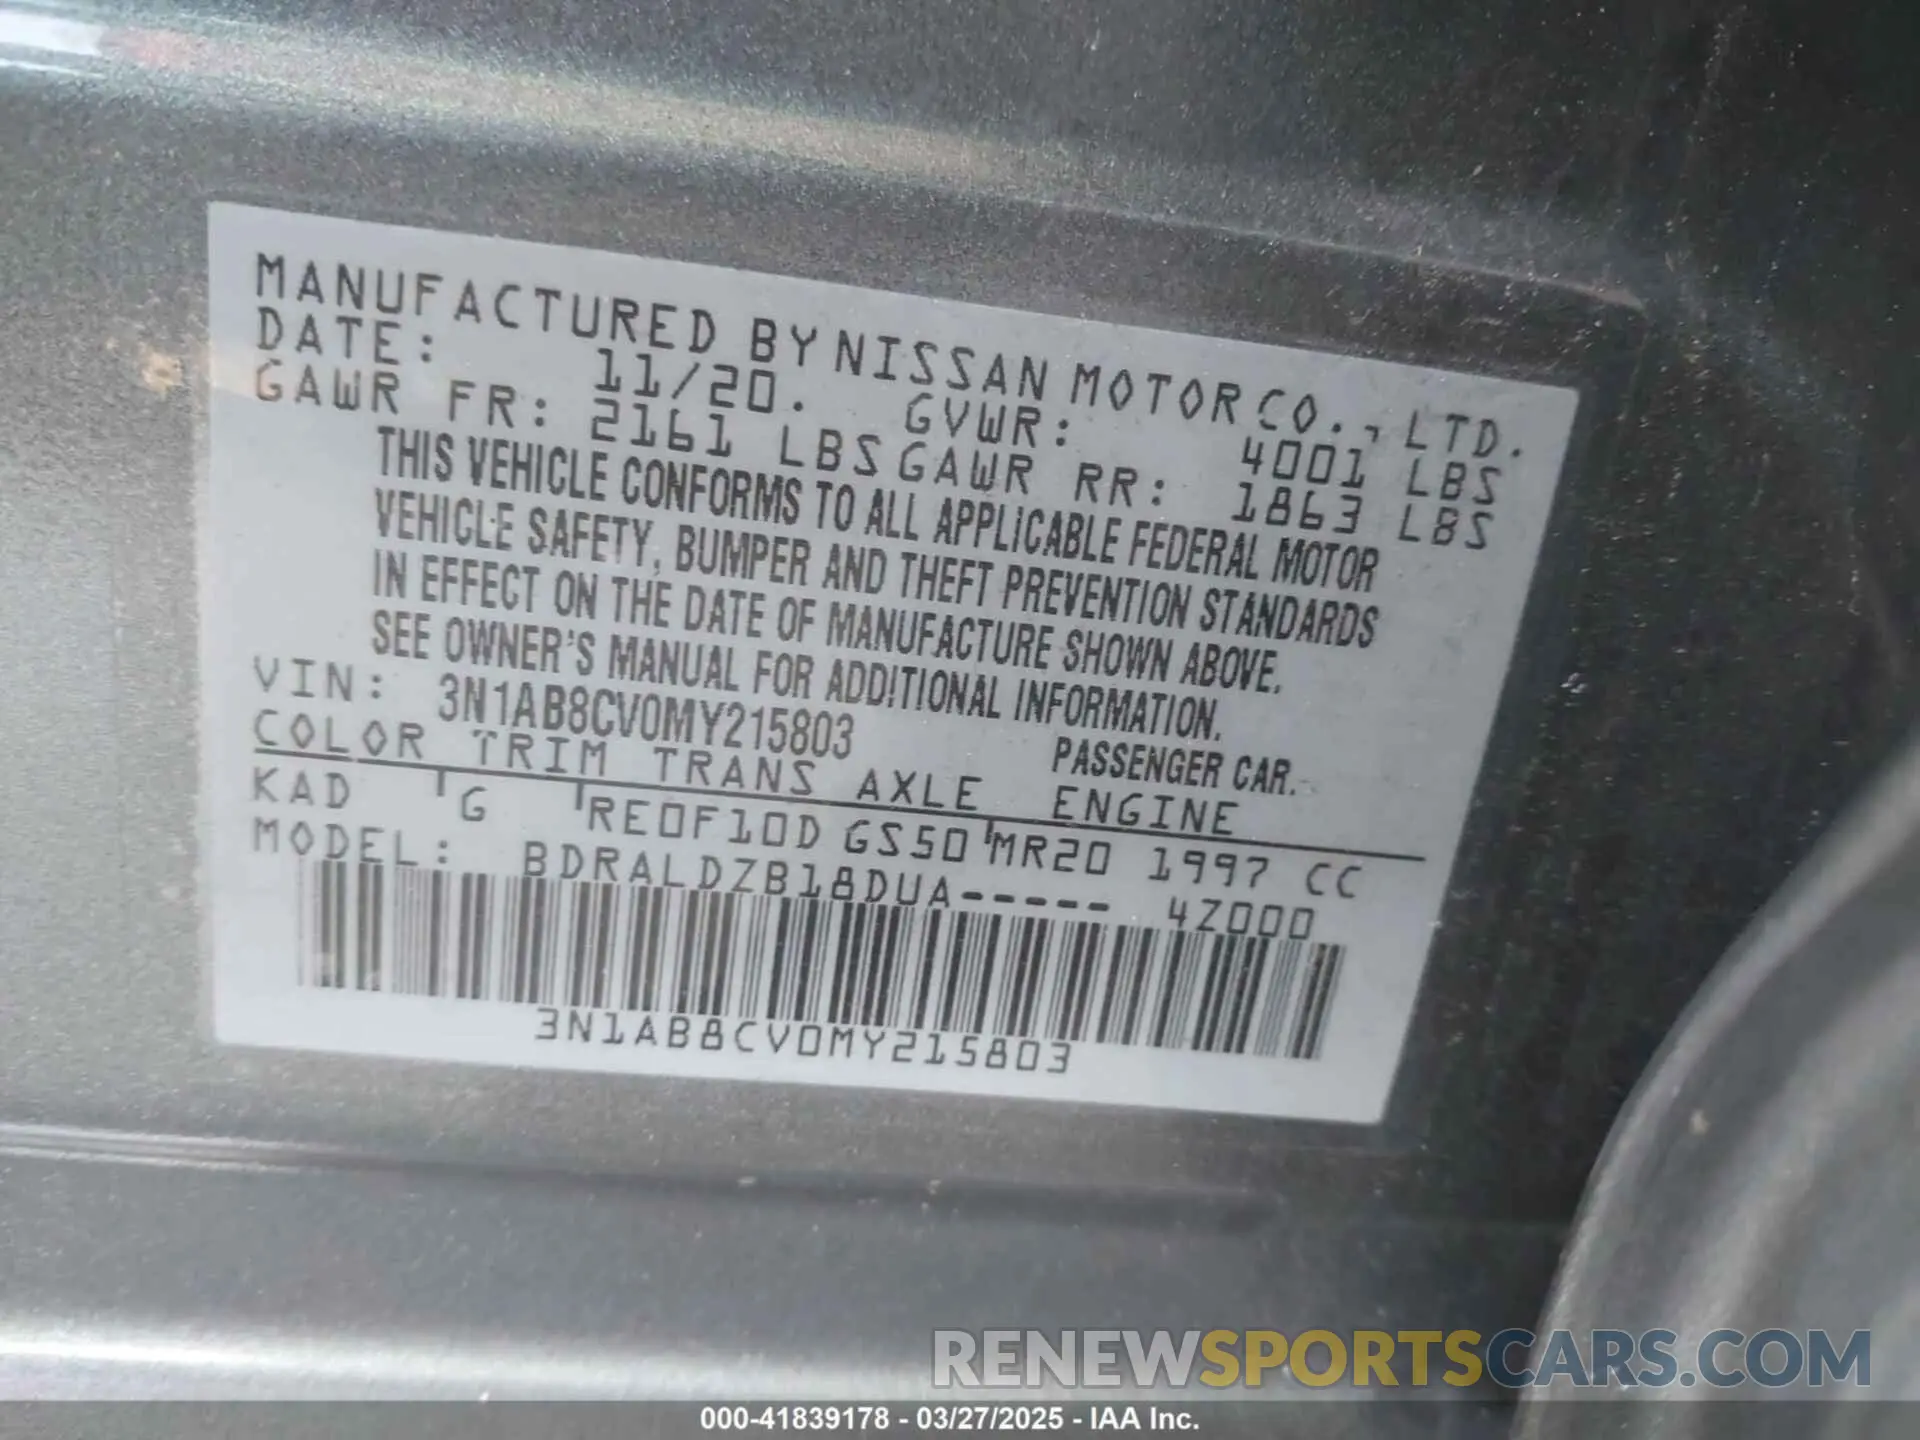 MANUFACTURED BY NISSAN MOTOR CO., LTD.
DATE: 11/20. GVWR: 4001 LBS
GAWR FR: 2161 LBS GAWR RR: 1863 LBS
THIS VEHICLE CONFORMS TO ALL APPLICABLE FEDERAL MOTOR
VEHICLE SAFETY, BUMPER AND THEFT PREVENTION STANDARDS
IN EFFECT ON THE DATE OF MANUFACTURE SHOWN ABOVE.
SEE OWNER'S MANUAL FOR ADDITIONAL INFORMATION.
VIN: 3N1AB8CV0MY215803 PASSENGER CAR.
COLOR TRIM TRANS AXLE ENGINE
KAD G RE0F10D GS50 MR20 1997 CC
MODEL: BDRALDZB18DUA----- 4Z000
3N1AB8CV0MY215803
RENEWSPORTSCARS.COM
000-41839178 - 03/27/2025 - IAA Inc.